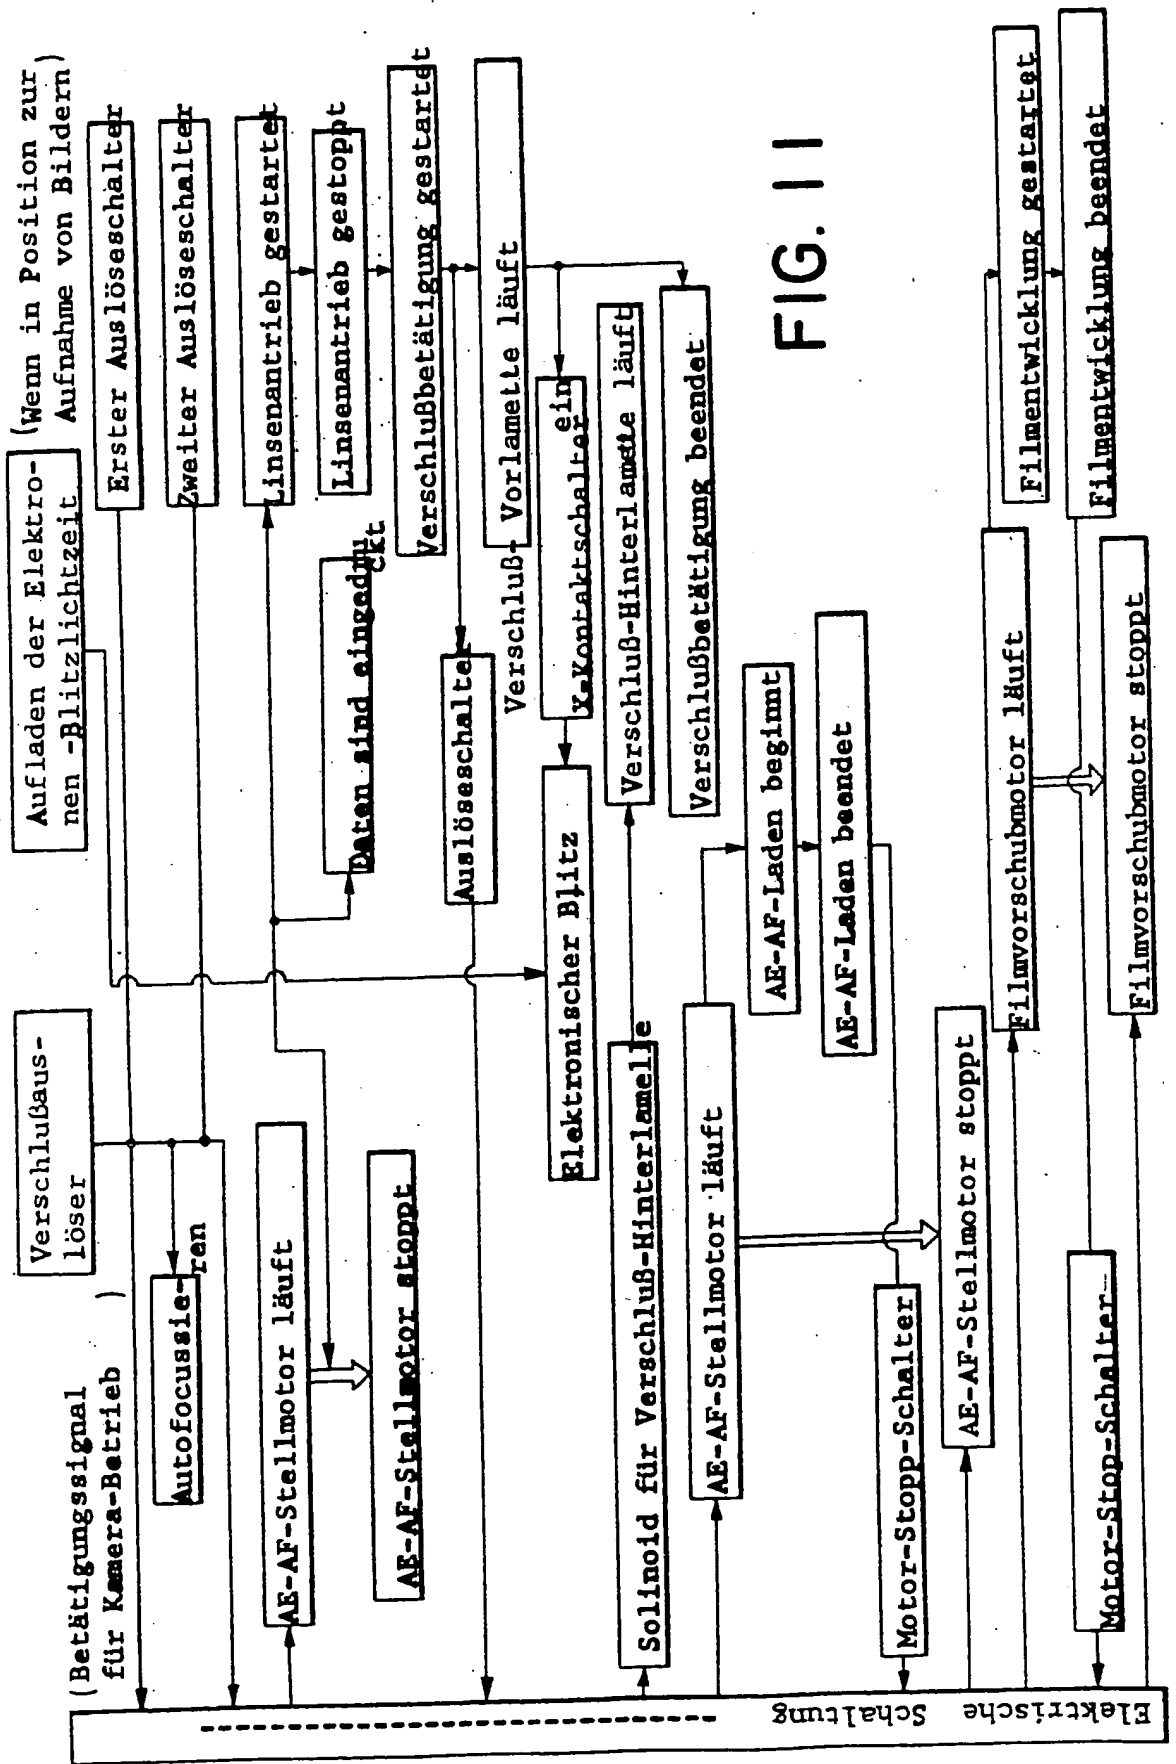 (Betätigungssignal
für Kamera-Betrieb)
Verschlußaus-
löser
Aufladen der Elektro-
nen-Blitzlichtzeit
(Wenn in Position zur
Aufnahme von Bildern)
Erster Auslöseschalter
Zweiter Auslöseschalter
Autofocussie-
ren
AE-AF-Stellmotor läuft
Linsenantrieb gestartet
Daten sind eingedru
ckt
Linsenantrieb gestoppt
AE-AF-Stellmotor stoppt
Verschlußbetätigung gestartet
Auslöseschalter
Verschluß- Vorlamette läuft
ein
X-Kontaktschalter
Elektronischer Blitz
Solinoid für Verschluß-Hinterlamelle
Verschluß-Hinterlamette läuft
Verschlußbetätigung beendet
AE-AF-Stellmotor läuft
AE-AF-Laden beginnt
AE-AF-Laden beendet
FIG. 11
Motor-Stopp-Schalter
AE-AF-Stellmotor stoppt
Filmvorschubmotor läuft
Filmentwicklung gestartet
Filmentwicklung beendet
Motor-Stop-Schalter
Filmvorschubmotor stoppt
Elektrische Schaltung